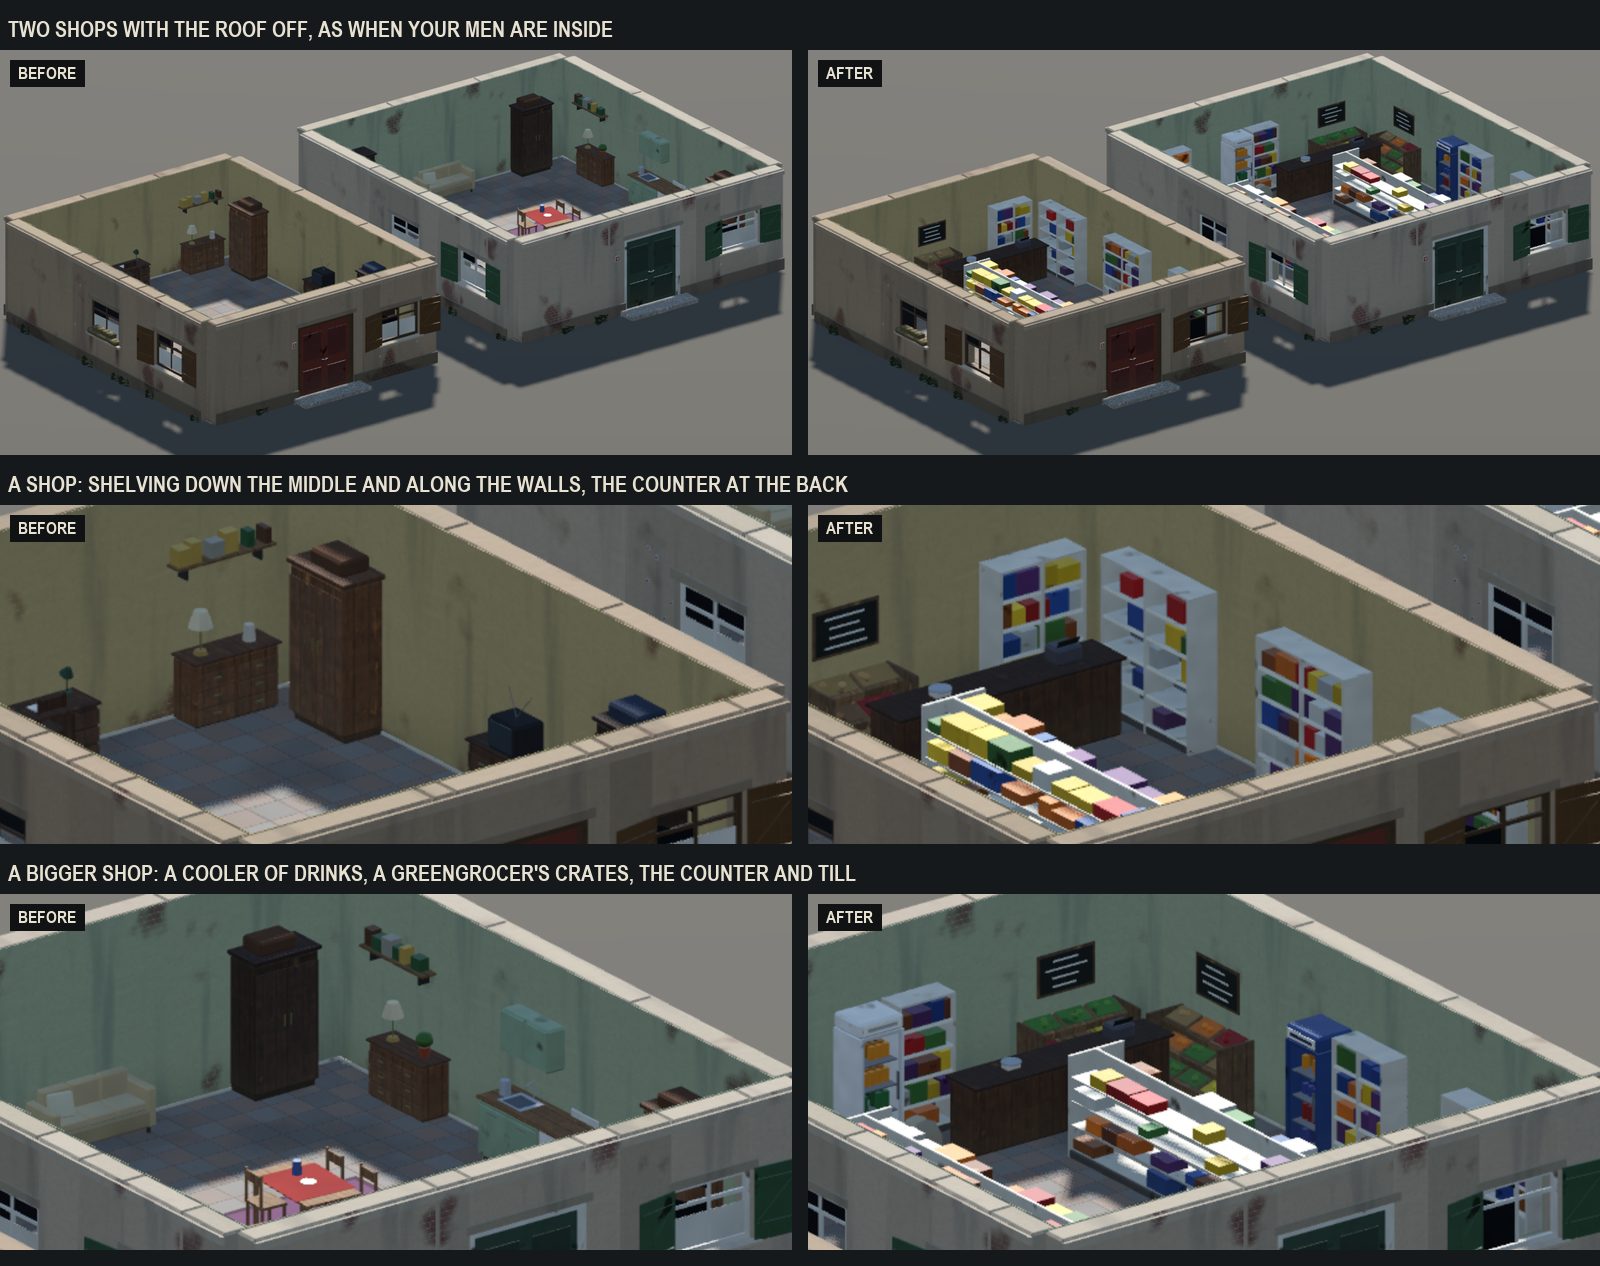 TWO SHOPS WITH THE ROOF OFF, AS WHEN YOUR MEN ARE INSIDE
BEFORE
AFTER
A SHOP: SHELVING DOWN THE MIDDLE AND ALONG THE WALLS, THE COUNTER AT THE BACK
BEFORE
AFTER
A BIGGER SHOP: A COOLER OF DRINKS, A GREENGROCER'S CRATES, THE COUNTER AND TILL
BEFORE
AFTER